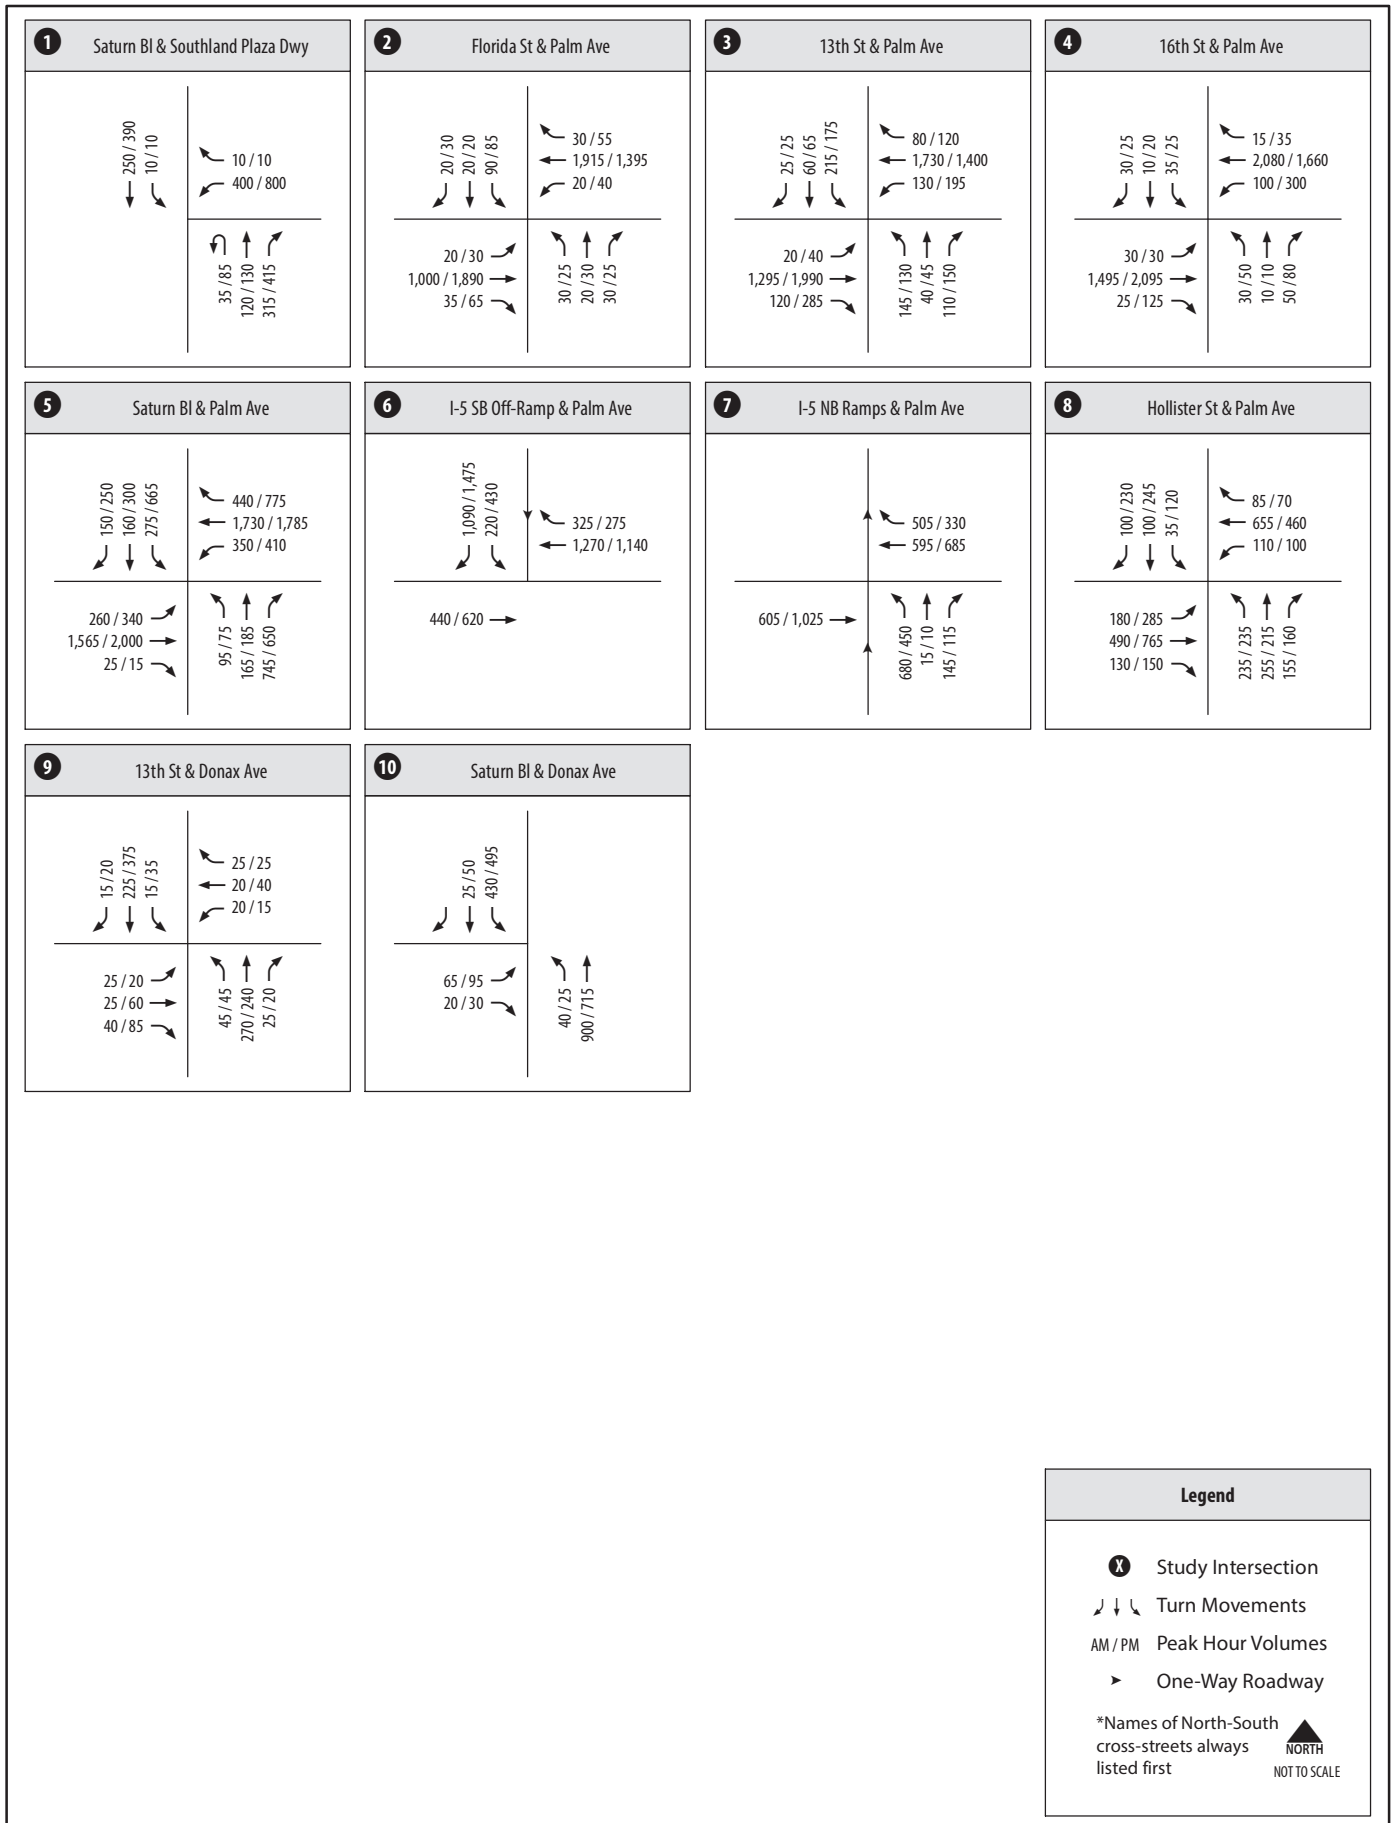 1 Saturn Bl & Southland Plaza Dwy
250 / 390
10 / 10
10 / 10
400 / 800
35 / 85
120 / 130
315 / 415
2 Florida St & Palm Ave
20 / 30
20 / 20
90 / 85
30 / 55
1,915 / 1,395
20 / 40
20 / 30
1,000 / 1,890
35 / 65
30 / 25
20 / 30
30 / 25
3 13th St & Palm Ave
25 / 25
60 / 65
215 / 175
80 / 120
1,730 / 1,400
130 / 195
20 / 40
1,295 / 1,990
120 / 285
145 / 130
40 / 45
110 / 150
4 16th St & Palm Ave
30 / 25
10 / 20
35 / 25
15 / 35
2,080 / 1,660
100 / 300
30 / 30
1,495 / 2,095
25 / 125
30 / 50
10 / 10
50 / 80
5 Saturn Bl & Palm Ave
150 / 250
160 / 300
275 / 665
440 / 775
1,730 / 1,785
350 / 410
260 / 340
1,565 / 2,000
25 / 15
95 / 75
165 / 185
745 / 650
6 I-5 SB Off-Ramp & Palm Ave
1,090 / 1,475
220 / 430
325 / 275
1,270 / 1,140
440 / 620
7 I-5 NB Ramps & Palm Ave
505 / 330
595 / 685
605 / 1,025
680 / 450
15 / 10
145 / 115
8 Hollister St & Palm Ave
100 / 230
100 / 245
35 / 120
85 / 70
655 / 460
110 / 100
180 / 285
490 / 765
130 / 150
235 / 235
255 / 215
155 / 160
9 13th St & Donax Ave
15 / 20
225 / 375
15 / 35
25 / 25
20 / 40
20 / 15
25 / 20
25 / 60
40 / 85
45 / 45
270 / 240
25 / 20
10 Saturn Bl & Donax Ave
25 / 50
430 / 495
65 / 95
20 / 30
40 / 25
900 / 715
Legend
X Study Intersection
Turn Movements
AM / PM Peak Hour Volumes
One-Way Roadway
*Names of North-South
cross-streets always
listed first
NORTH
NOT TO SCALE